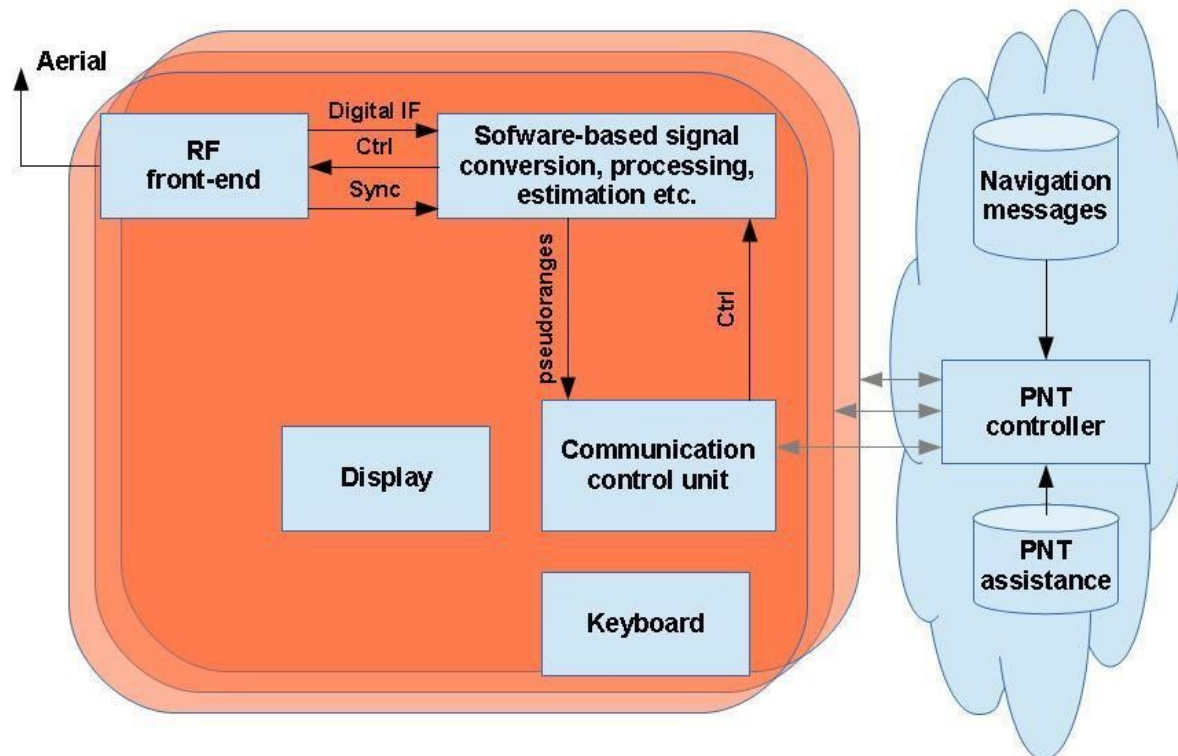 Aerial
RF
front-end
Digital IF
Ctrl
Sync
Sofware-based signal
conversion, processing,
estimation etc.
pseudoranges
Ctrl
Display
Communication
control unit
Keyboard
Navigation
messages
PNT
controller
PNT
assistance